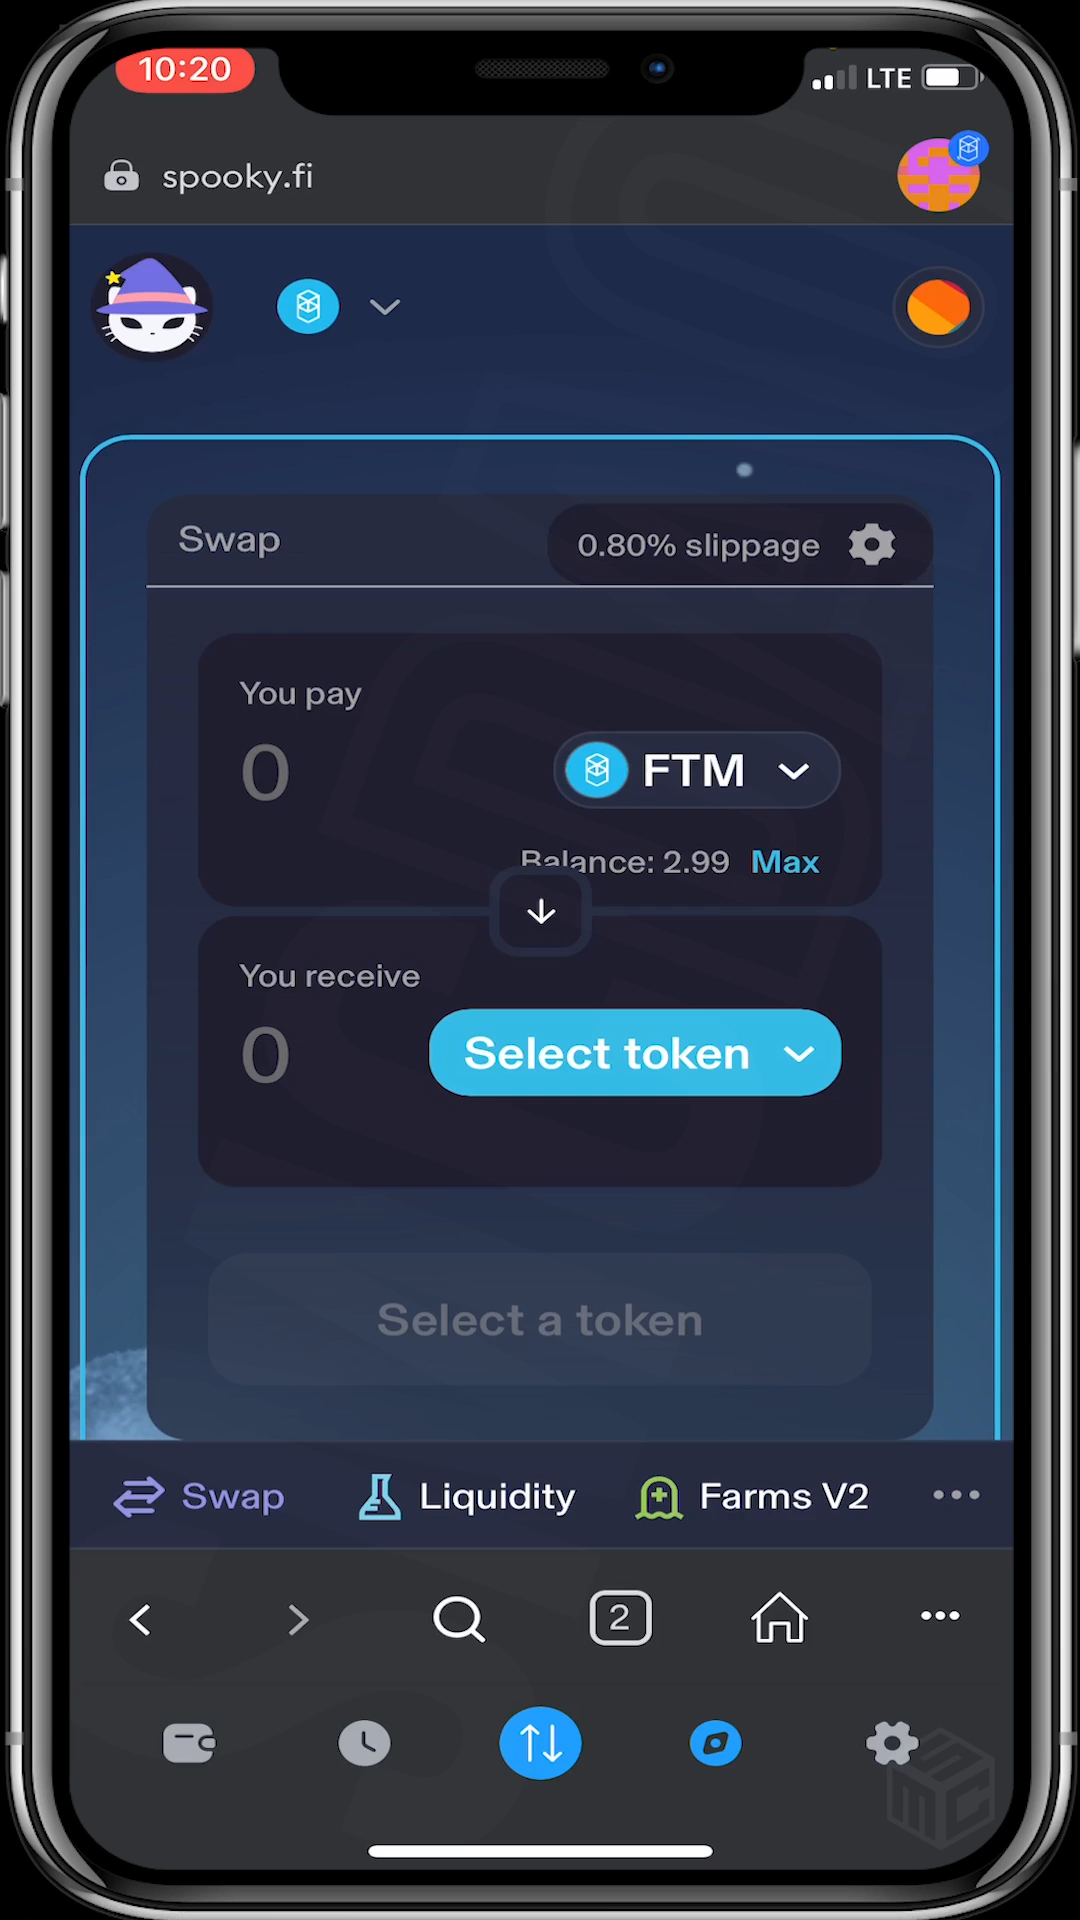 10:20
LTE
spooky.fi
Swap
0.80% slippage
You pay
0
FTM
Balance: 2.99 Max
You receive
0
Select token
Select a token
Swap
Liquidity
Farms V2
2